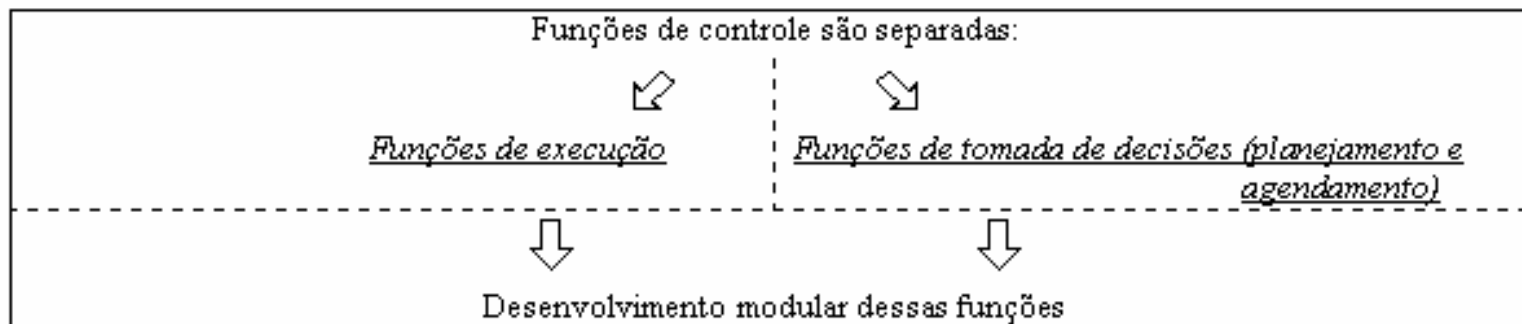 Funções de controle são separadas:
Funções de execução
Funções de tomada de decisões (planejamento e
agendamento)
Desenvolvimento modular dessas funções